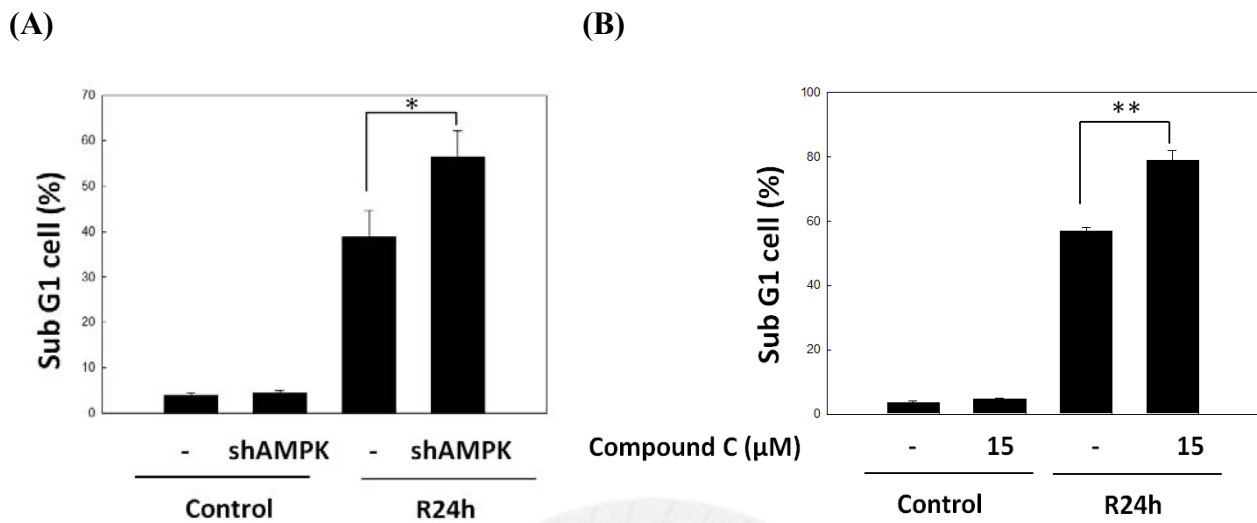 (A)
(B)
70
60
50
40
30
20
10
0
Sub G1 cell (%)
*
- shAMPK - shAMPK
Control R24h
100
80
60
40
20
0
Sub G1 cell (%)
**
Compound C (μM) - 15 - 15
Control R24h